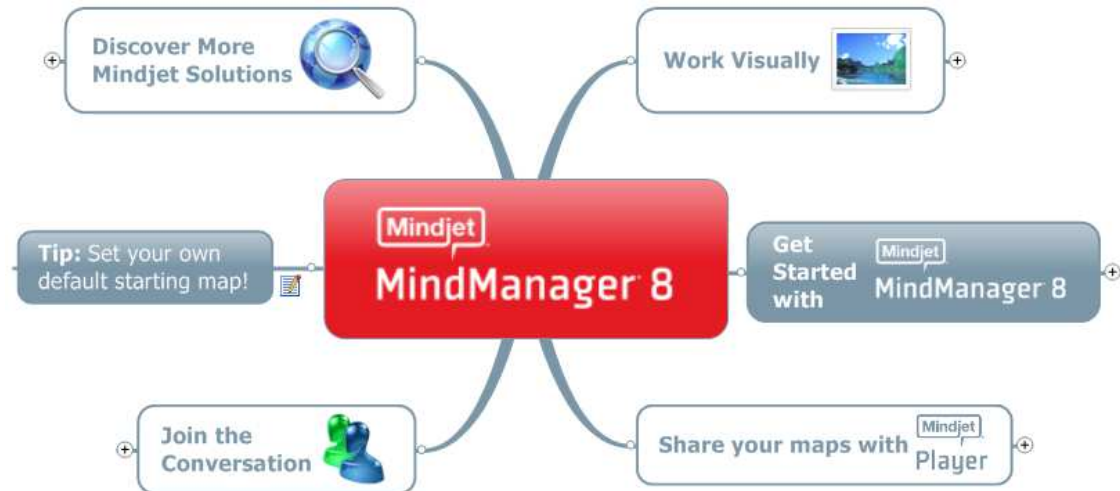 Discover More
Mindjet Solutions
Work Visually
Tip: Set your own
default starting map!
Mindjet
MindManager 8
Get
Started
with
Mindjet
MindManager 8
Join the
Conversation
Share your maps with
Mindjet
Player